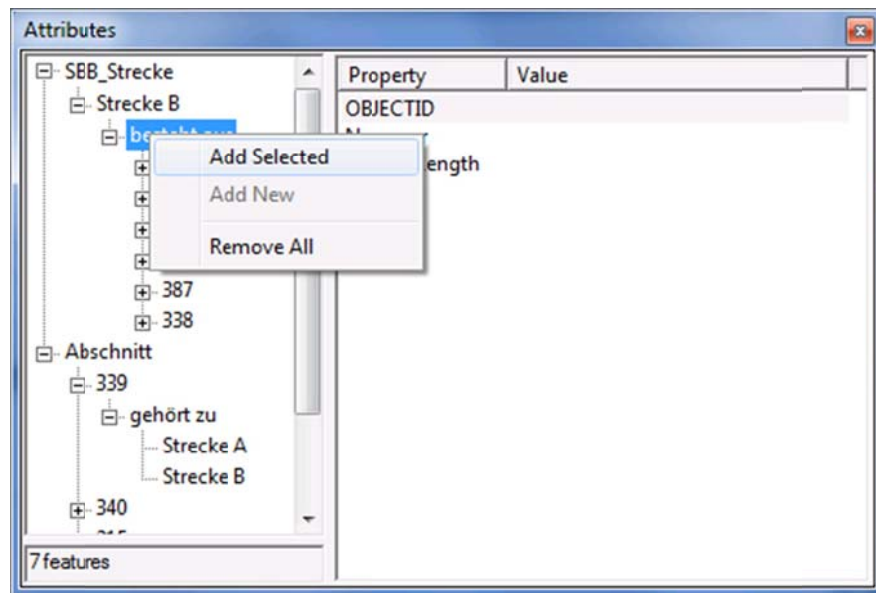 Attributes
SBB_Strecke
Strecke B
Add Selected
Add New
Remove All
387
338
Abschnitt
339
gehört zu
Strecke A
Strecke B
340
7 features
Property Value
OBJECTID